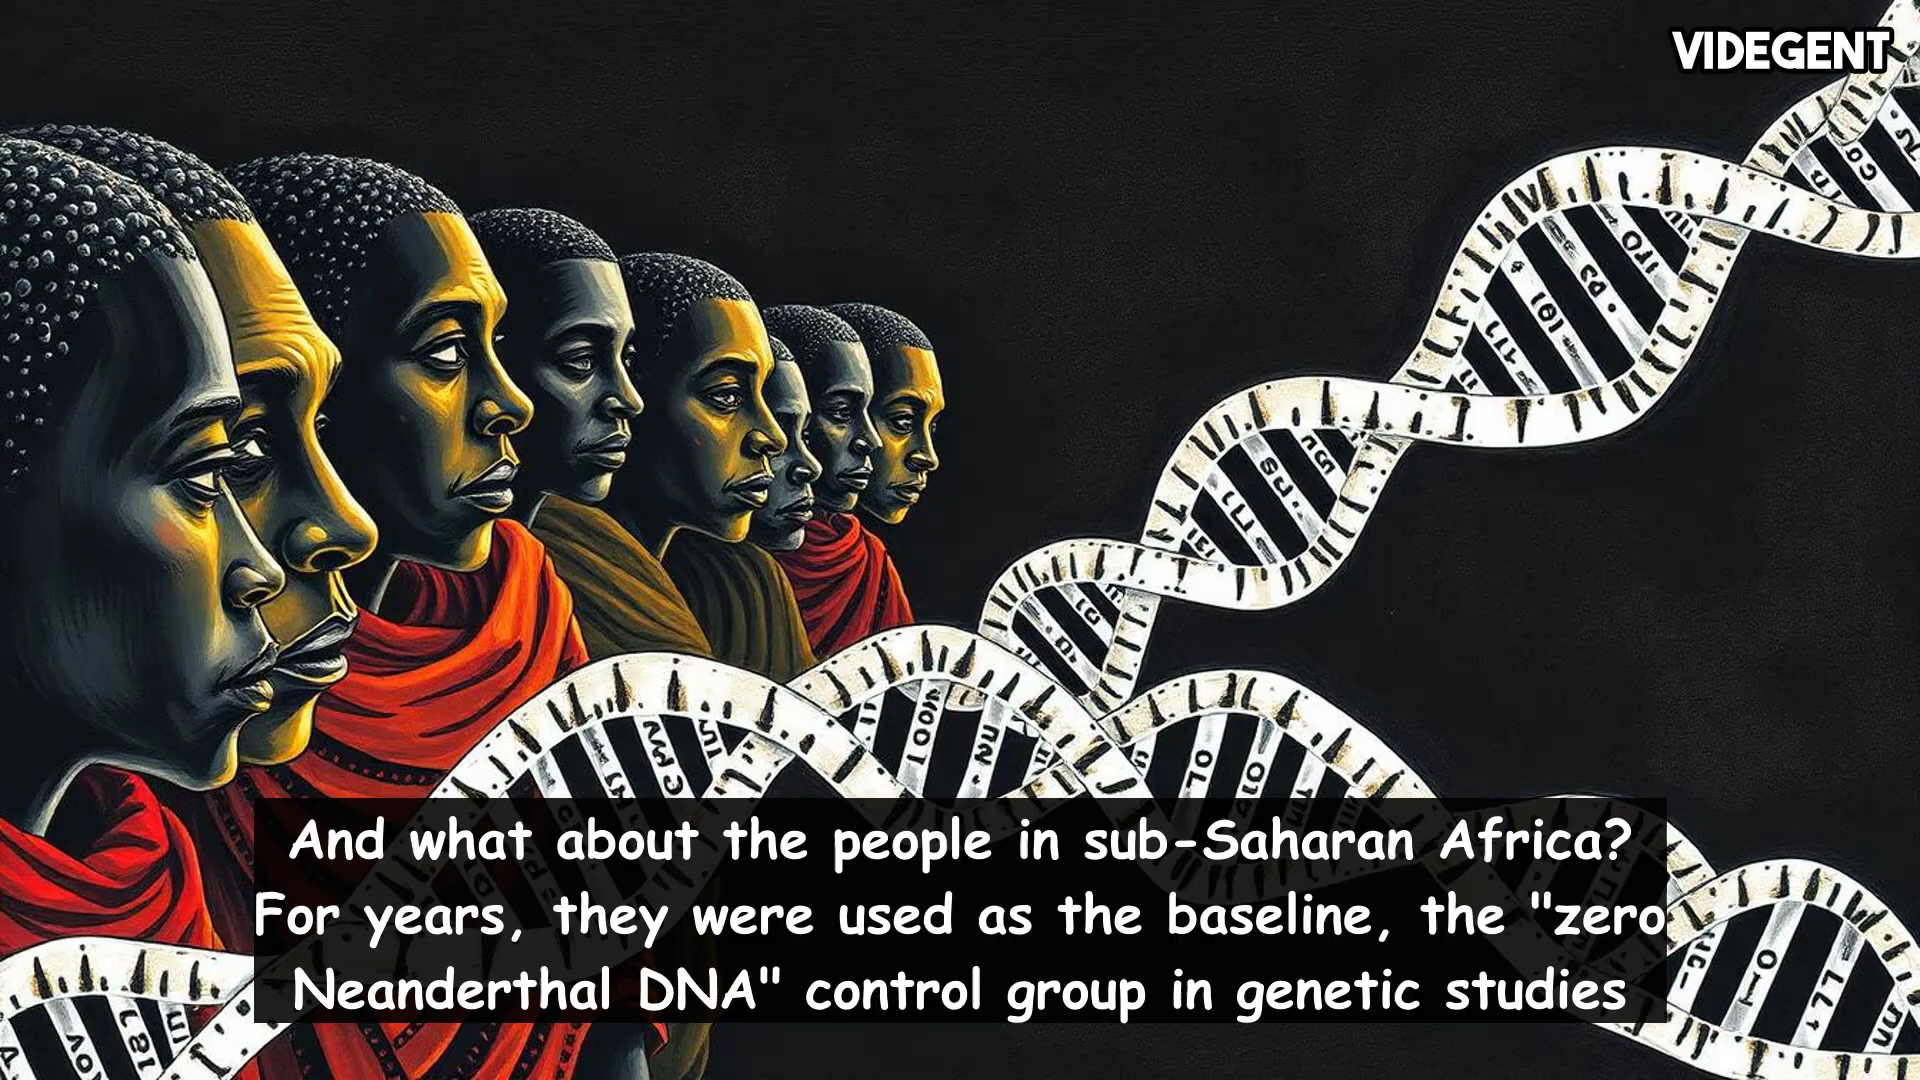 VIDEGENT
And what about the people in sub-Saharan Africa?
For years, they were used as the baseline, the "zero
Neanderthal DNA" control group in genetic studies